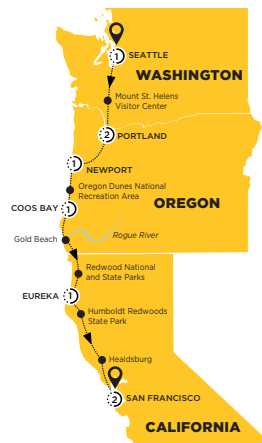 1
SEATTLE
WASHINGTON
Mount St. Helens
Visitor Center
2
PORTLAND
1
NEWPORT
Oregon Dunes National
Recreation Area
OREGON
COOS BAY
1
Rogue River
Gold Beach
Redwood National
and State Parks
EUREKA
1
Humboldt Redwoods
State Park
Healdsburg
2
SAN FRANCISCO
CALIFORNIA